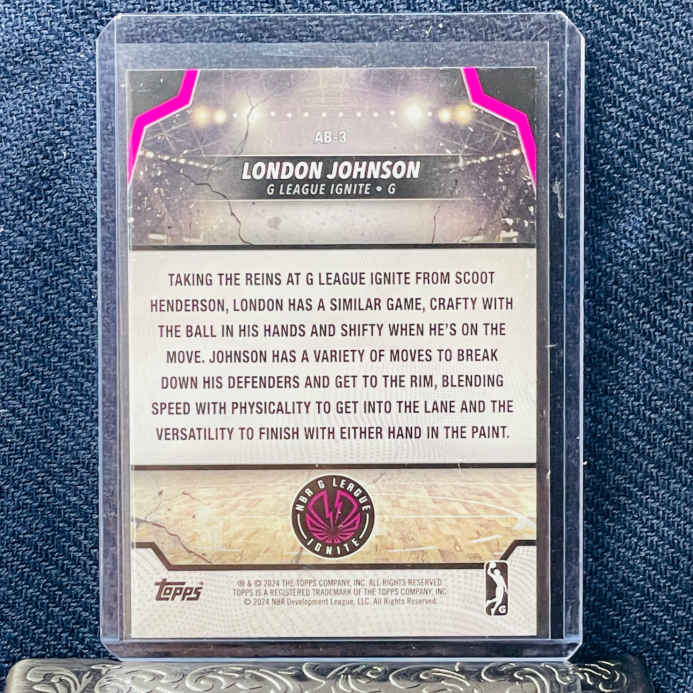 AB-3
LONDON JOHNSON
G LEAGUE IGNITE • G
TAKING THE REINS AT G LEAGUE IGNITE FROM SCOOT
HENDERSON, LONDON HAS A SIMILAR GAME, CRAFTY WITH
THE BALL IN HIS HANDS AND SHIFTY WHEN HE'S ON THE
MOVE. JOHNSON HAS A VARIETY OF MOVES TO BREAK
DOWN HIS DEFENDERS AND GET TO THE RIM, BLENDING
SPEED WITH PHYSICALITY TO GET INTO THE LANE AND THE
VERSATILITY TO FINISH WITH EITHER HAND IN THE PAINT.
NBA G LEAGUE
IGNITE
Topps
® & © 2024 THE TOPPS COMPANY, INC. ALL RIGHTS RESERVED.
TOPPS IS A REGISTERED TRADEMARK OF THE TOPPS COMPANY, INC.
© 2024 NBA Development League, LLC. All Rights Reserved.
G